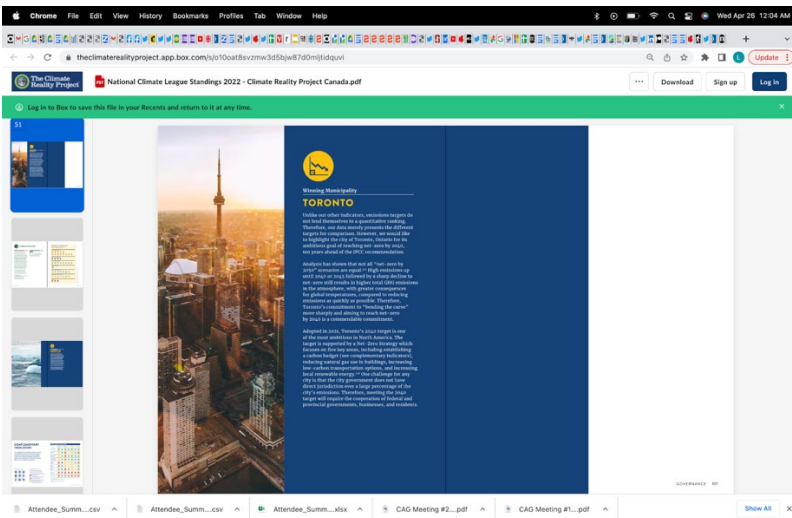 Chrome File Edit View History Bookmarks Profiles Tab Window Help Wed Apr 26 12:04 AM
theclimaterealityproject.app.box.com/s/o10oat8svzmw3d5bjw87d0mljtidquvi Update
The Climate Reality Project
PDF National Climate League Standings 2022 - Climate Reality Project Canada.pdf ... Download Sign up Log in
Log in to Box to save this file in your Recents and return to it at any time.
51
Winning Municipality
TORONTO
Unlike our other indicators, emissions targets do
not lend themselves to a quantitative ranking.
Therefore, our data merely presents the different
targets for comparison. However, we would like
to highlight the city of Toronto, Ontario for its
ambitious goal of reaching net-zero by 2040,
ten years ahead of the IPCC recommendation.
Analysis has shown that not all "net-zero by
2050" scenarios are equal. High emissions up
until 2040 or 2045 followed by a sharp decline to
net-zero still results in higher total GHG emissions
in the atmosphere, with greater consequences
for global temperatures, compared to reducing
emissions as quickly as possible. Therefore,
Toronto's commitment to "bending the curve"
more sharply and aiming to reach net-zero
by 2040 is a commendable commitment.
Adopted in 2021, Toronto's 2040 target is one
of the most ambitious in North America. The
target is supported by a Net-Zero Strategy which
focuses on five key areas, including establishing
a carbon budget (see complementary indicators),
reducing natural gas use in buildings, increasing
low-carbon transportation options, and increasing
local renewable energy. One challenge for any
city is that the city government does not have
direct jurisdiction over a large percentage of the
city's emissions. Therefore, meeting the 2040
target will require the cooperation of federal and
provincial governments, businesses, and residents.
GOVERNANCE
Attendee_Summ....csv Attendee_Summ....csv Attendee_Summ....xlsx CAG Meeting #2....pdf CAG Meeting #1....pdf Show All